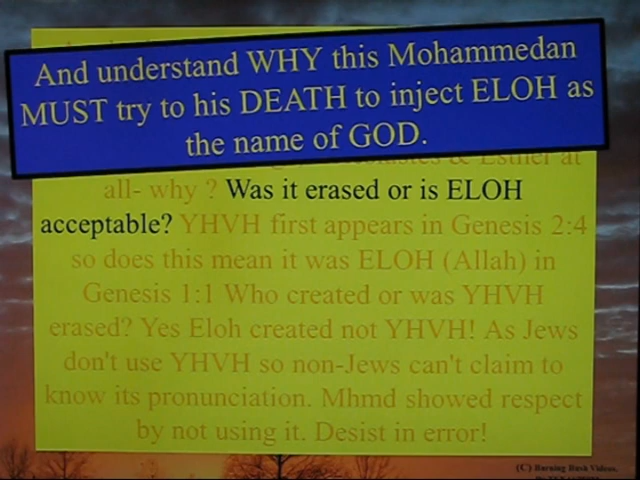 And understand WHY this Mohammedan
MUST try to his DEATH to inject ELOH as
the name of GOD.
& Esther at
all- why ? Was it erased or is ELOH
acceptable? YHVH first appears in Genesis 2:4
so does this mean it was ELOH (Allah) in
Genesis 1:1 Who created or was YHVH
erased? Yes Eloh created not YHVH! As Jews
don't use YHVH so non-Jews can't claim to
know its pronunciation. Mhmd showed respect
by not using it. Desist in error!
(C) Burning Bush Videos.